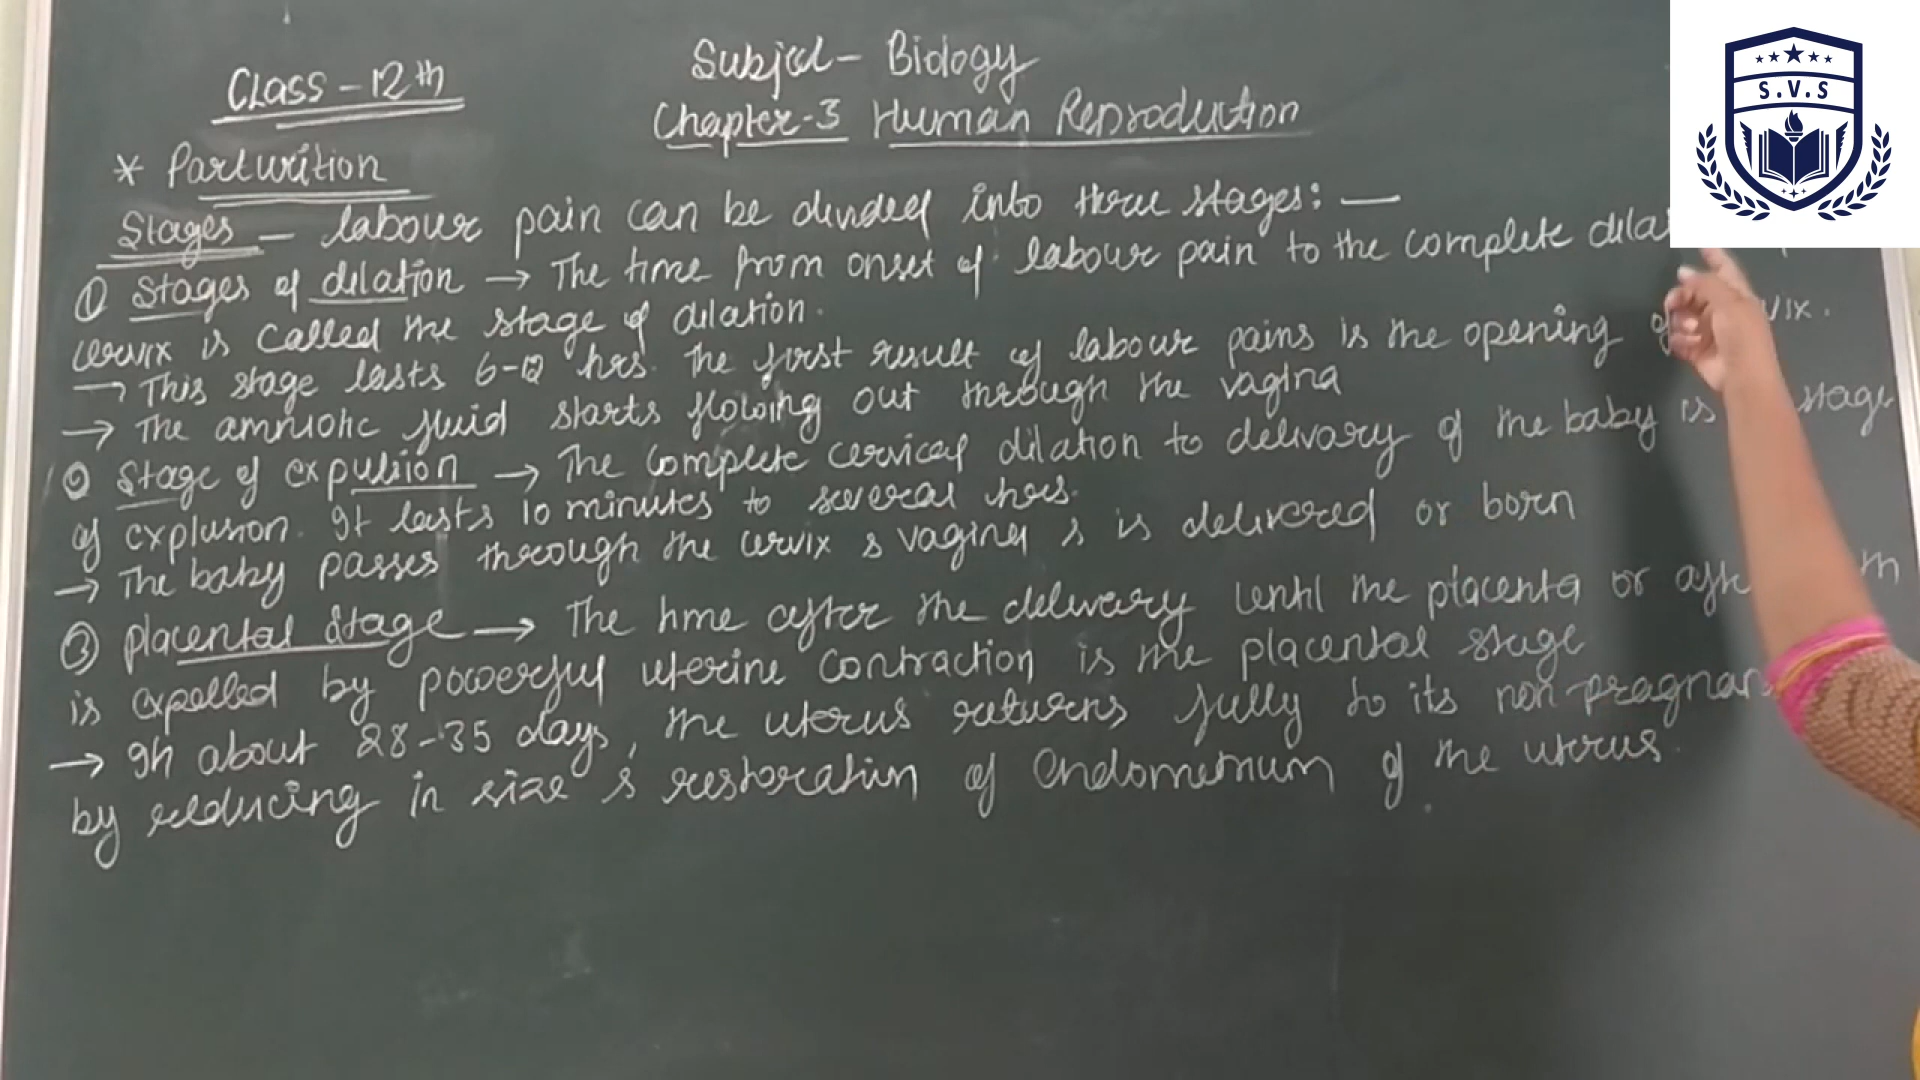 Class - 12th
Subject - Biology
Chapter-3 Human Reproduction
S.V.S
* Parturition
Stages - labour pain can be divided into three stages: —
① Stages of dilation → The time from onset of labour pain to the complete
cervix is called the stage of dilation.
→ This stage lasts 6-12 hrs. The first result of labour pains is the opening of
→ The amniotic fluid starts flowing out through the vagina
② Stage of expulsion → The complete cervical dilation to delivary of the baby is stage
of explusion. It lasts 10 minutes to several hrs.
→ The baby passes through the cervix & vagina & is delivered or born
③ placental Stage → The time after the delivery until the placenta or
is expelled by powerful uterine contraction is the placental stage
→ In about 28-35 days, the uterus returns fully to its non-pragnan
by reducing in size & restoration of endometrium of the uterus.